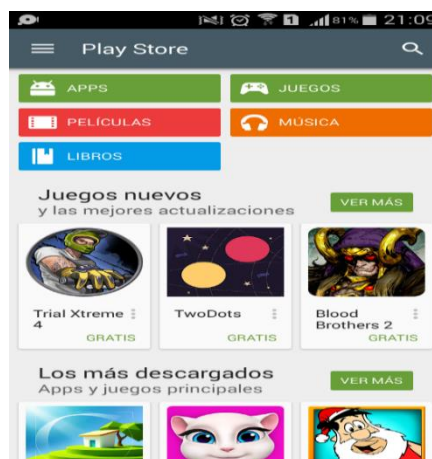 1 81% 21:09
Play Store
APPS
JUEGOS
PELÍCULAS
MÚSICA
LIBROS
Juegos nuevos
y las mejores actualizaciones
VER MÁS
Trial Xtreme 4
GRATIS
TwoDots
GRATIS
Blood Brothers 2
GRATIS
Los más descargados
Apps y juegos principales
VER MÁS